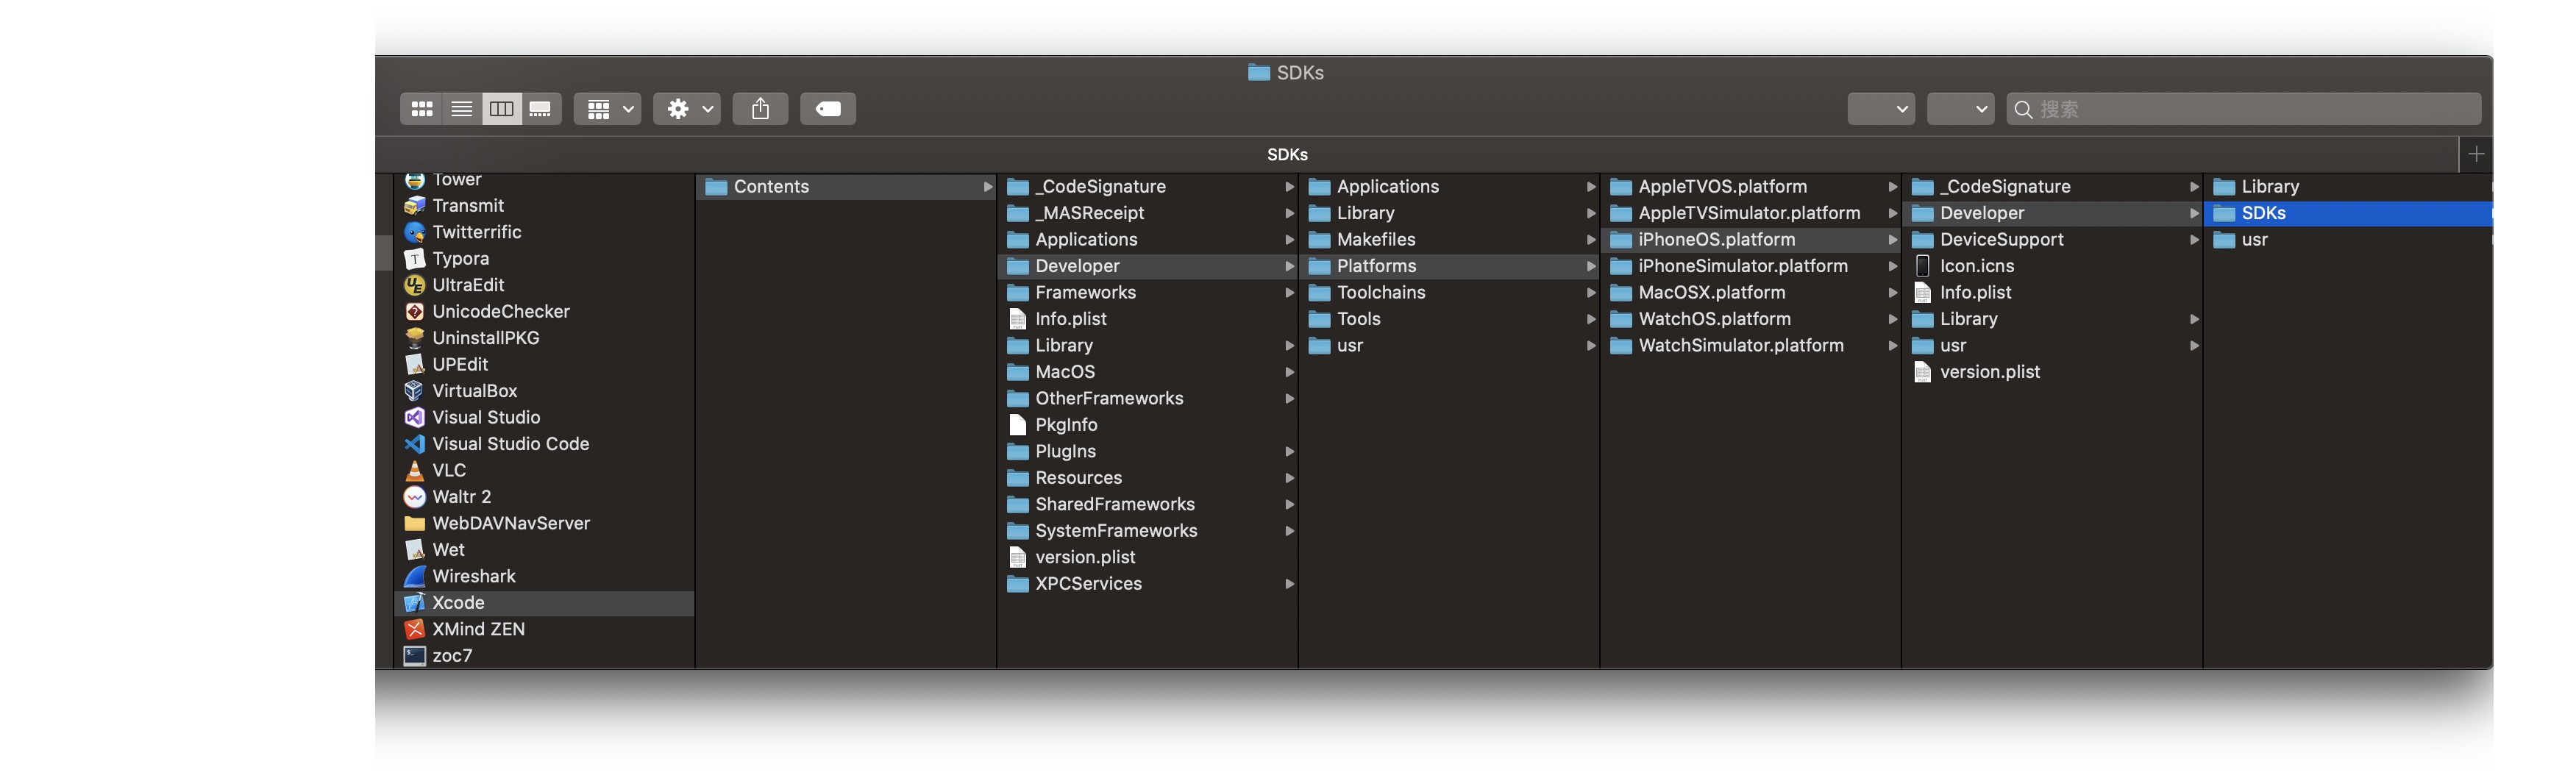 SDKs
搜索
SDKs
Tower
Transmit
Twitterrific
Typora
UltraEdit
UnicodeChecker
UninstallPKG
UPEdit
VirtualBox
Visual Studio
Visual Studio Code
VLC
Waltr 2
WebDAVNavServer
Wet
Wireshark
Xcode
XMind ZEN
zoc7
Contents
_CodeSignature
_MASReceipt
Applications
Developer
Frameworks
Info.plist
Library
MacOS
OtherFrameworks
PkgInfo
PlugIns
Resources
SharedFrameworks
SystemFrameworks
version.plist
XPCServices
Applications
Library
Makefiles
Platforms
Toolchains
Tools
usr
AppleTVOS.platform
AppleTVSimulator.platform
iPhoneOS.platform
iPhoneSimulator.platform
MacOSX.platform
WatchOS.platform
WatchSimulator.platform
_CodeSignature
Developer
DeviceSupport
Icon.icns
Info.plist
Library
usr
version.plist
Library
SDKs
usr